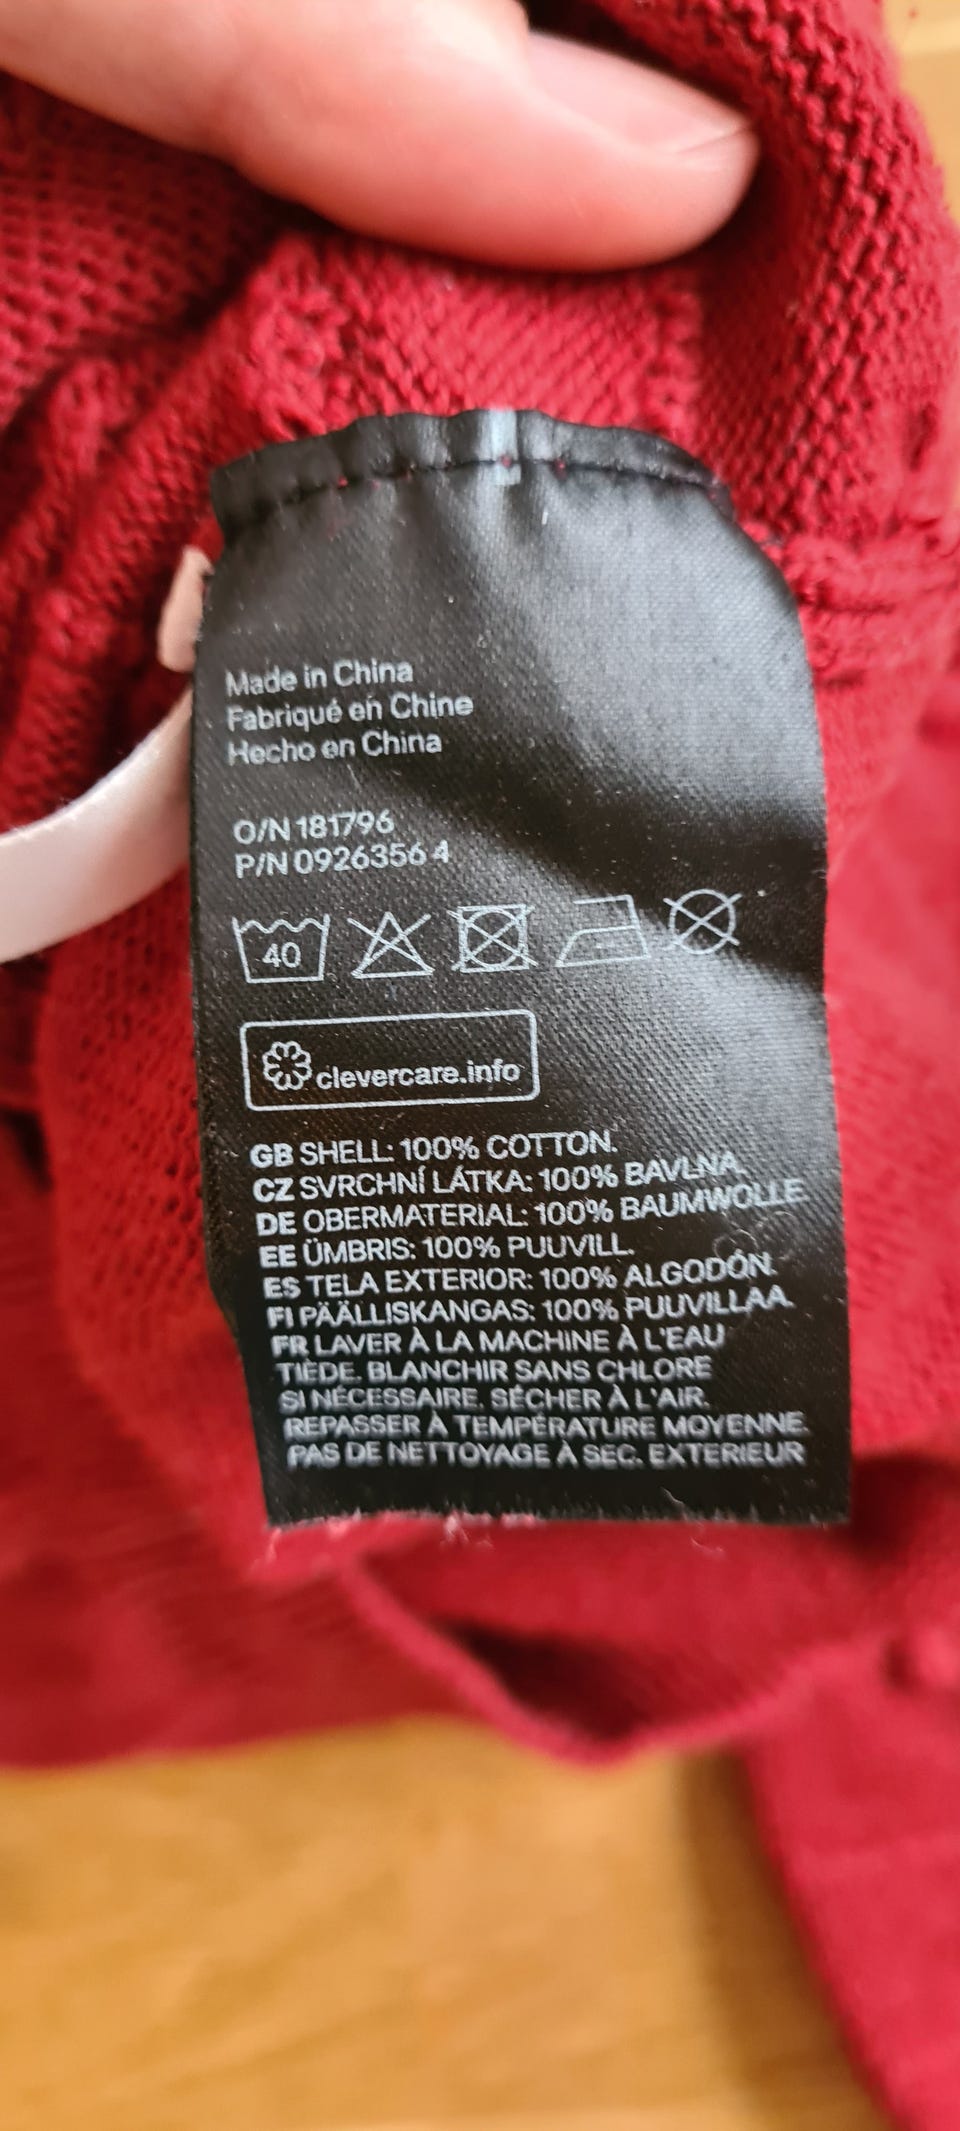 Made in China
Fabriqué en Chine
Hecho en China
O/N 181796
P/N 0926356 4
40
clevercare.info
GB SHELL: 100% COTTON.
CZ SVRCHNÍ LÁTKA: 100% BAVLNA.
DE OBERMATERIAL: 100% BAUMWOLLE
EE ÜMBRIS: 100% PUUVILL.
ES TELA EXTERIOR: 100% ALGODÓN.
FI PÄÄLLISKANGAS: 100% PUUVILLAA.
FR LAVER À LA MACHINE À L'EAU
TIÈDE. BLANCHIR SANS CHLORE
SI NÉCESSAIRE. SÉCHER À L'AIR.
REPASSER À TEMPÉRATURE MOYENNE.
PAS DE NETTOYAGE À SEC. EXTERIEUR